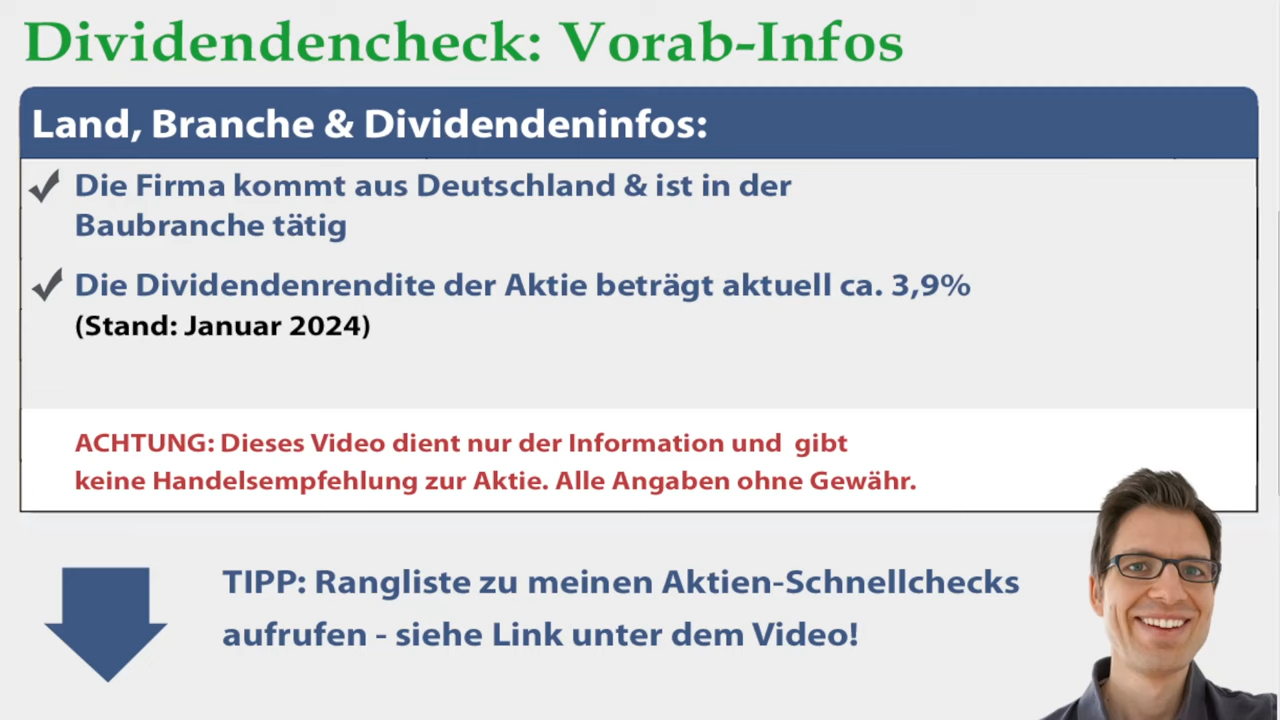 Dividendencheck: Vorab-Infos
Land, Branche & Dividendeninfos:
Die Firma kommt aus Deutschland & ist in der
Baubranche tätig
Die Dividendenrendite der Aktie beträgt aktuell ca. 3,9%
(Stand: Januar 2024)
ACHTUNG: Dieses Video dient nur der Information und gibt
keine Handelsempfehlung zur Aktie. Alle Angaben ohne Gewähr.
TIPP: Rangliste zu meinen Aktien-Schnellchecks
aufrufen - siehe Link unter dem Video!